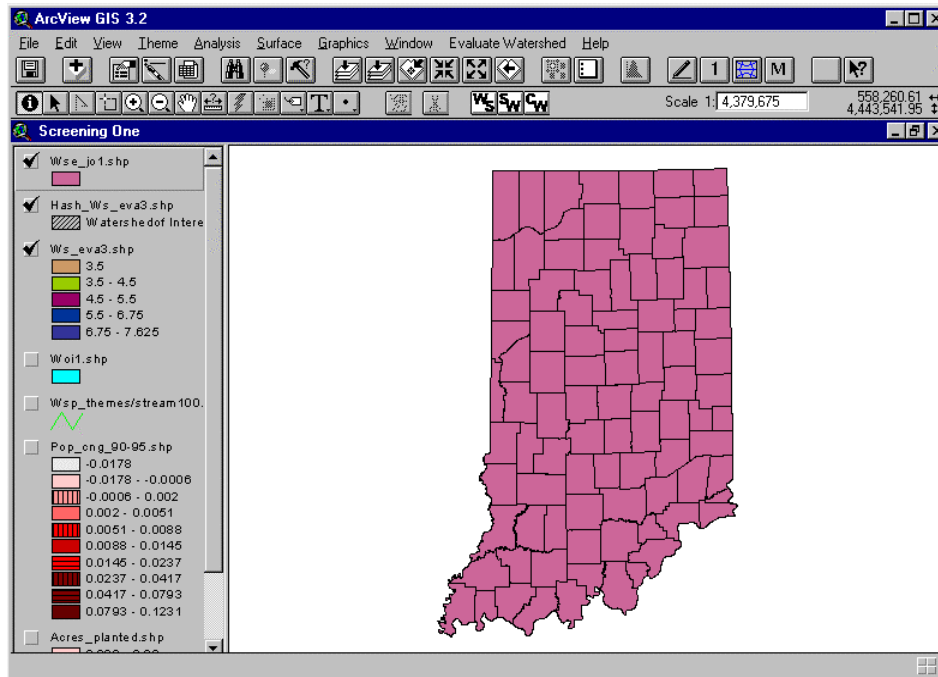 ArcView GIS 3.2
File Edit View Theme Analysis Surface Graphics Window Evaluate Watershed Help
1 M ?
T Ws Sw Cw Scale 1: 4,379,675 558,260.61
4,443,541.95
Screening One
Wse_jo1.shp
Hash_Ws_eva3.shp
Watershedof Intere
Ws_eva3.shp
3.5
3.5 - 4.5
4.5 - 5.5
5.5 - 6.75
6.75 - 7.625
Woi1.shp
Wsp_themes/stream100.
Pop_cng_90-95.shp
-0.0178
-0.0178 - -0.0006
-0.0006 - 0.002
0.002 - 0.0051
0.0051 - 0.0088
0.0088 - 0.0145
0.0145 - 0.0237
0.0237 - 0.0417
0.0417 - 0.0793
0.0793 - 0.1231
Acres_planted.shp